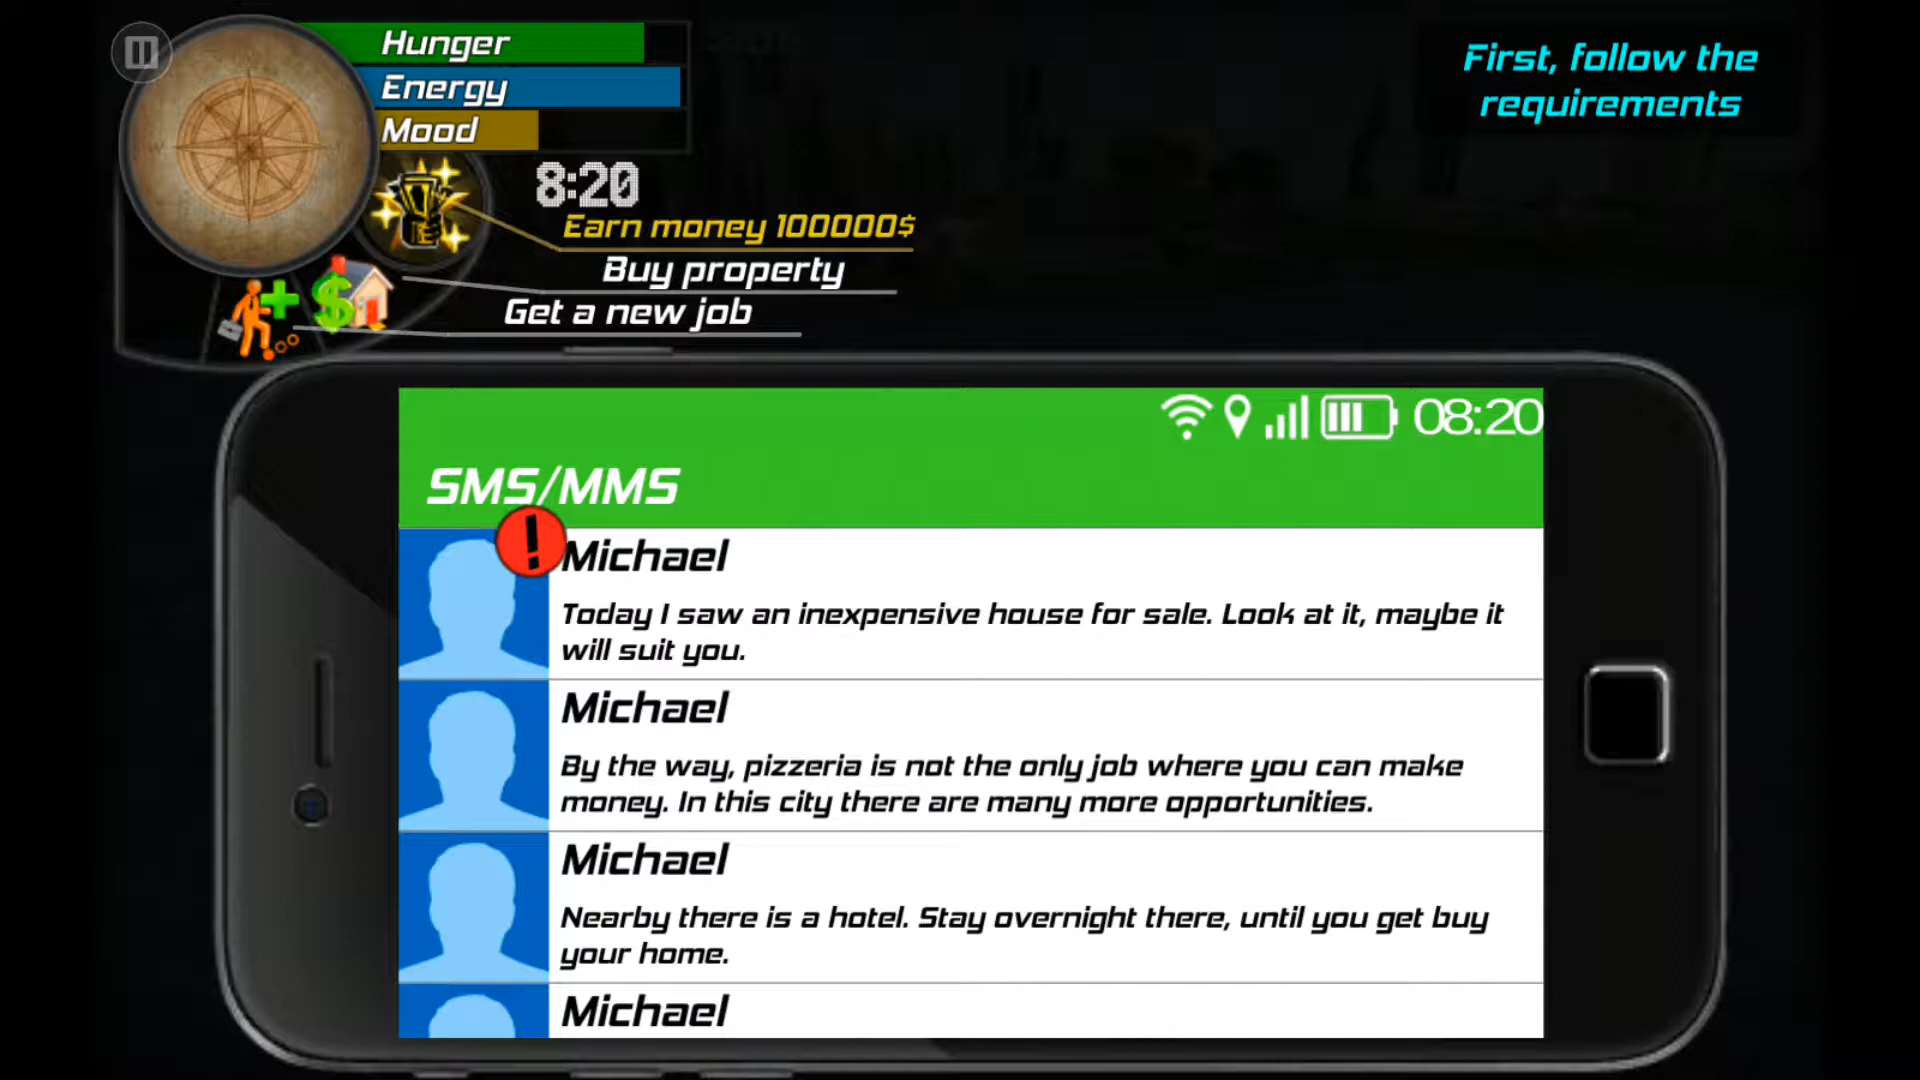 Hunger
Energy
Mood
8:20
Earn money 100000$
Buy property
Get a new job
First, follow the
requirements
08:20
SMS/MMS
Michael
Today I saw an inexpensive house for sale. Look at it, maybe it
will suit you.
Michael
By the way, pizzeria is not the only job where you can make
money. In this city there are many more opportunities.
Michael
Nearby there is a hotel. Stay overnight there, until you get buy
your home.
Michael